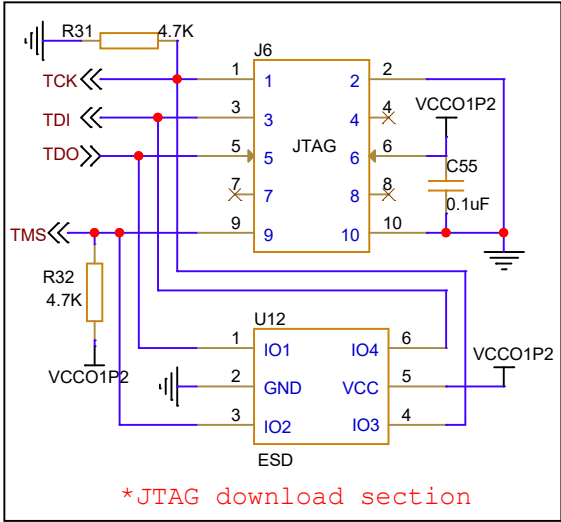 R31 4.7K
J6
TCK 1 1 2 2
VCCO1P2
TDI 3 3 4 4
JTAG
TDO 5 5 6 6
C55
7 7 8 8
0.1uF
TMS 9 9 10 10
R32
4.7K
U12
1 IO1 IO4 6
VCCO1P2 VCCO1P2
2 GND VCC 5
3 IO2 IO3 4
ESD
*JTAG download section